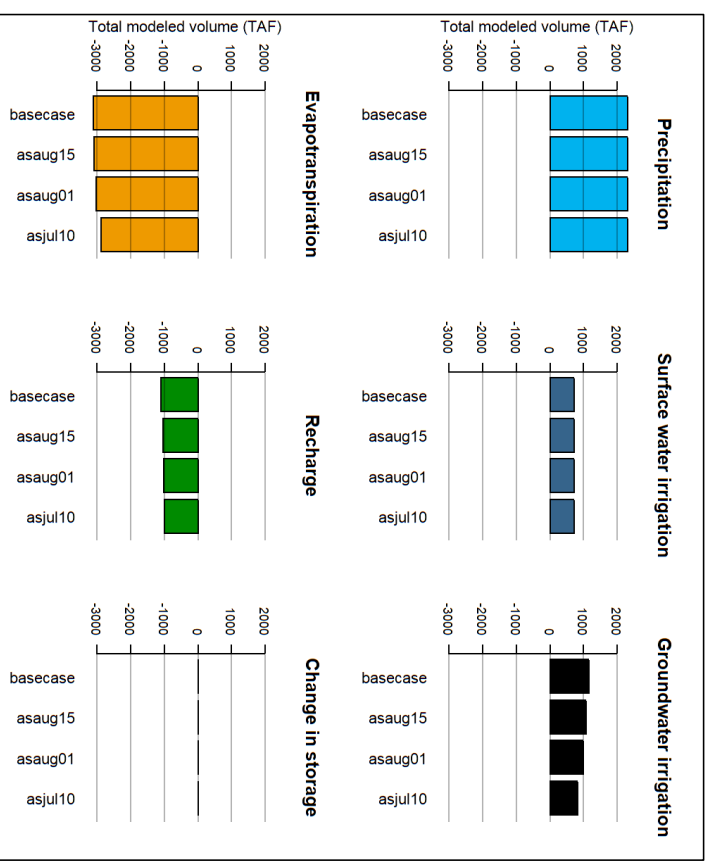 Total modeled volume (TAF)
-3000 -2000 -1000 0 1000 2000
Precipitation
basecase
asaug15
asaug01
asjul10
-3000 -2000 -1000 0 1000 2000
Surface water irrigation
basecase
asaug15
asaug01
asjul10
-3000 -2000 -1000 0 1000 2000
Groundwater irrigation
basecase
asaug15
asaug01
asjul10
Total modeled volume (TAF)
-3000 -2000 -1000 0 1000 2000
Evapotranspiration
basecase
asaug15
asaug01
asjul10
-3000 -2000 -1000 0 1000 2000
Recharge
basecase
asaug15
asaug01
asjul10
-3000 -2000 -1000 0 1000 2000
Change in storage
basecase
asaug15
asaug01
asjul10